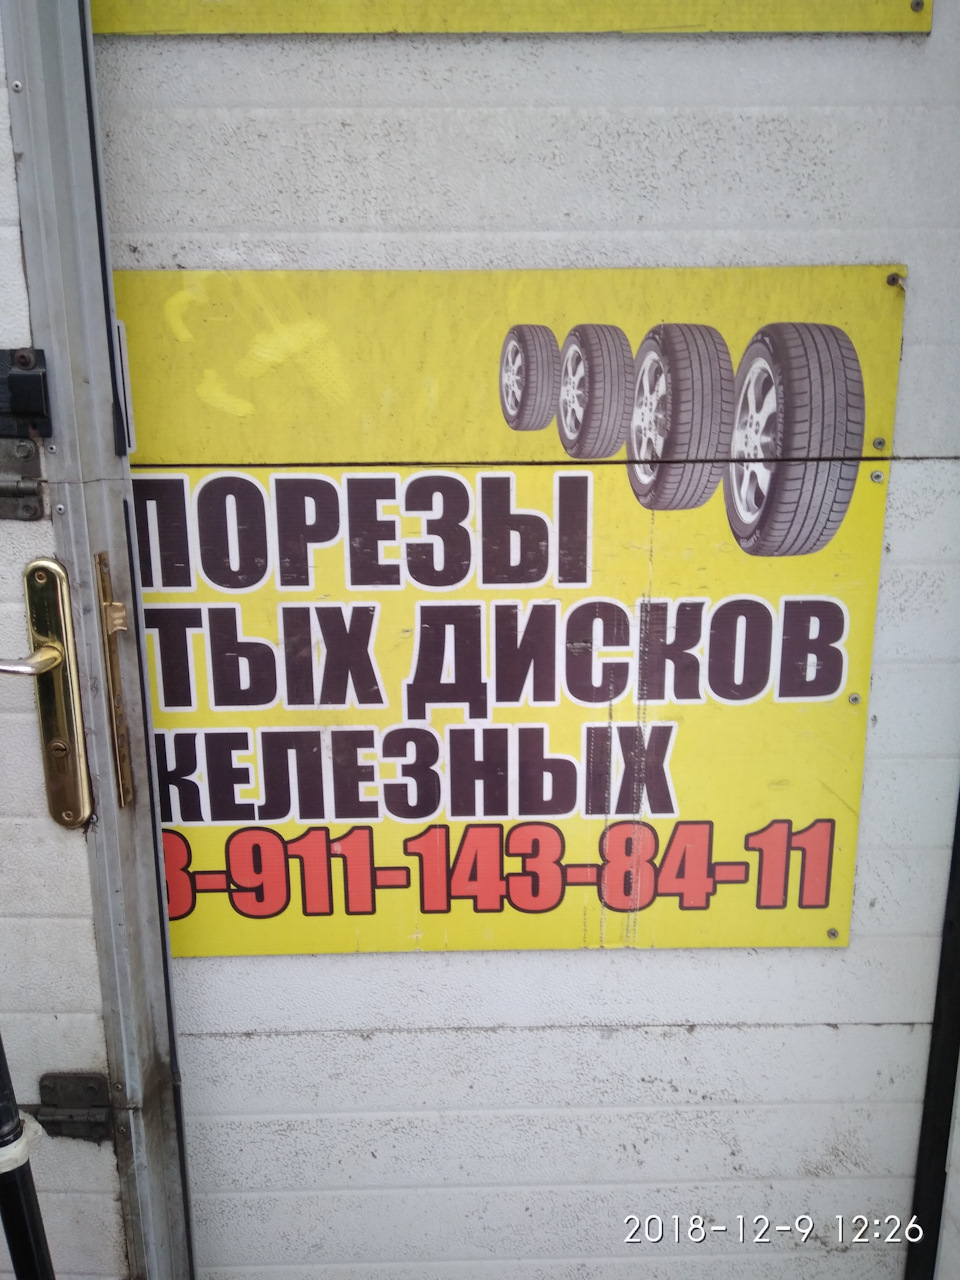 ПОРЕЗЫ
ТЫХ ДИСКОВ
ЖЕЛЕЗНЫХ
8-911-143-84-11
2018-12-9 12:26